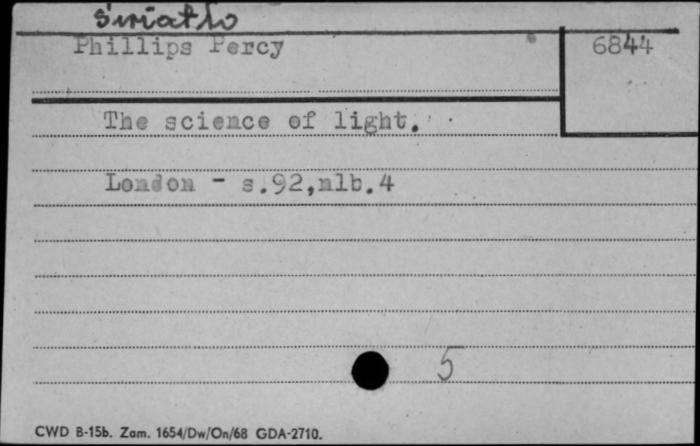 światło
Phillips Percy
6844
The science of light.
London - s.92,nlb.4
5
CWD B-15b. Zam. 1654/Dw/On/68 GDA-2710.